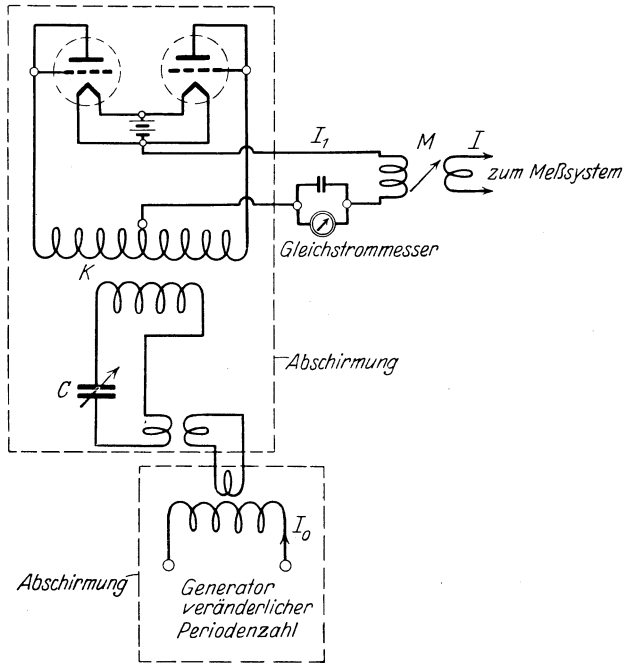 I₁ M I
zum Meßsystem
Gleichstrommesser
K
C
Abschirmung
I₀
Abschirmung
Generator
veränderlicher
Periodenzahl